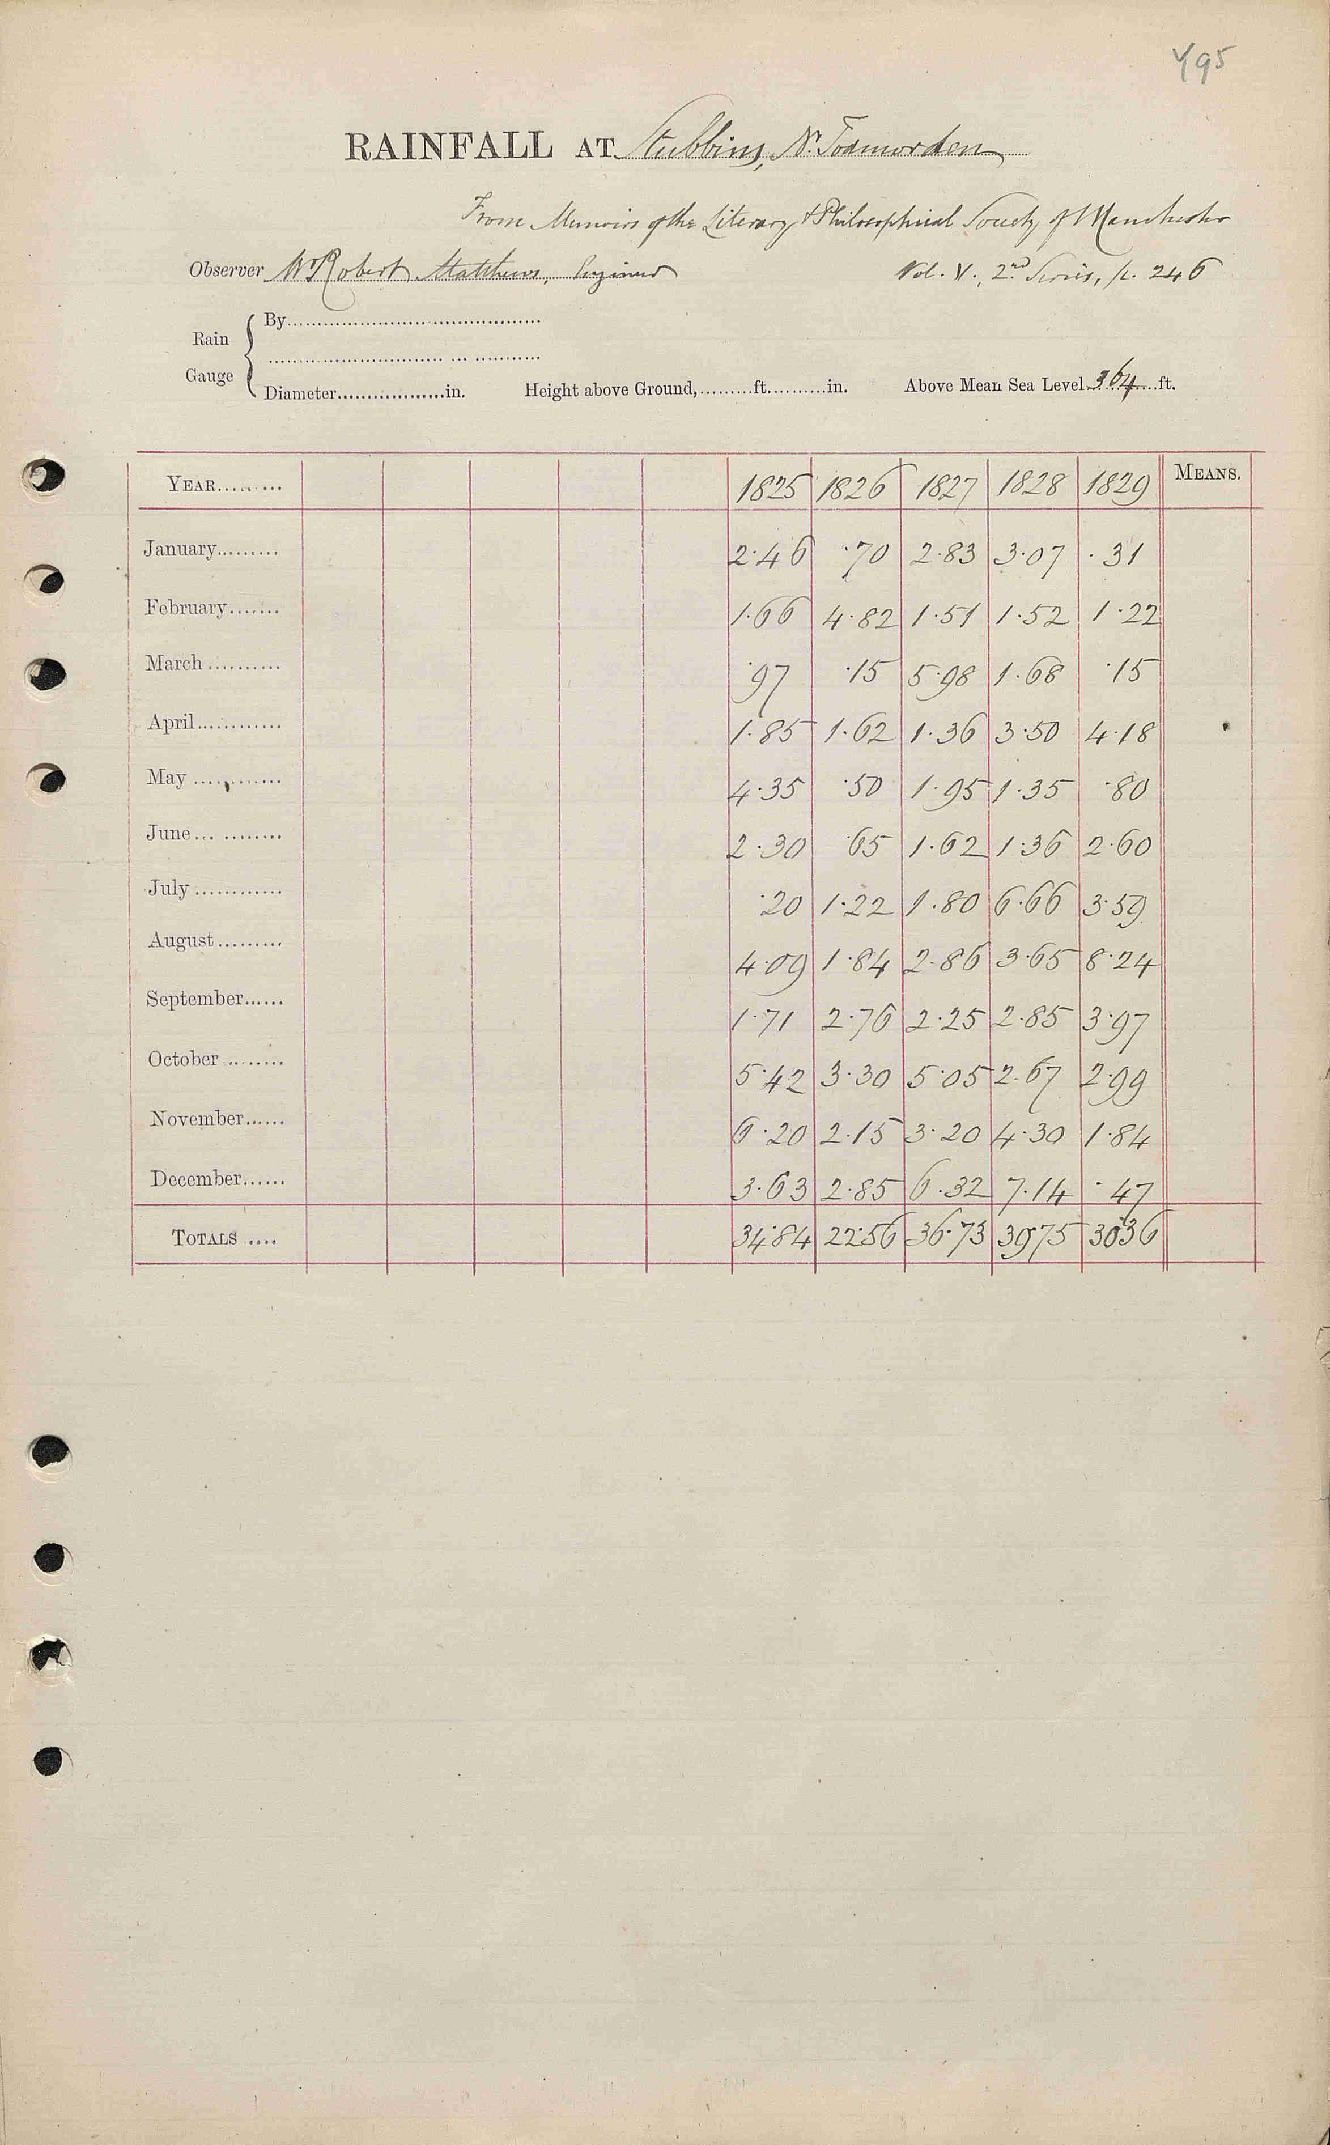 Y95
RAINFALL AT Stubbins, Nr. Todmorden
From Memoirs of the Literary & Philosophical Society of Manchester
Observer Mr Robert Matthews, Engineer Vol. V., 2nd Series, p. 246
Rain Gauge { By
Diameter in. Height above Ground, ft. in. Above Mean Sea Level 364 ft.
YEAR 1825 1826 1827 1828 1829 MEANS.
January 2.46 .70 2.83 3.07 .31
February 1.66 4.82 1.51 1.52 1.22
March .97 .15 5.98 1.68 .15
April 1.85 1.62 1.36 3.50 4.18
May 4.35 .50 1.95 1.35 .80
June 2.30 .65 1.62 1.36 2.60
July .20 1.22 1.80 6.66 3.59
August 4.09 1.84 2.86 3.65 8.24
September 1.71 2.76 2.25 2.85 3.97
October 5.42 3.30 5.05 2.67 2.99
November 6.20 2.15 3.20 4.30 1.84
December 3.63 2.85 6.32 7.14 .47
TOTALS 34.84 22.56 36.73 39.75 30.36